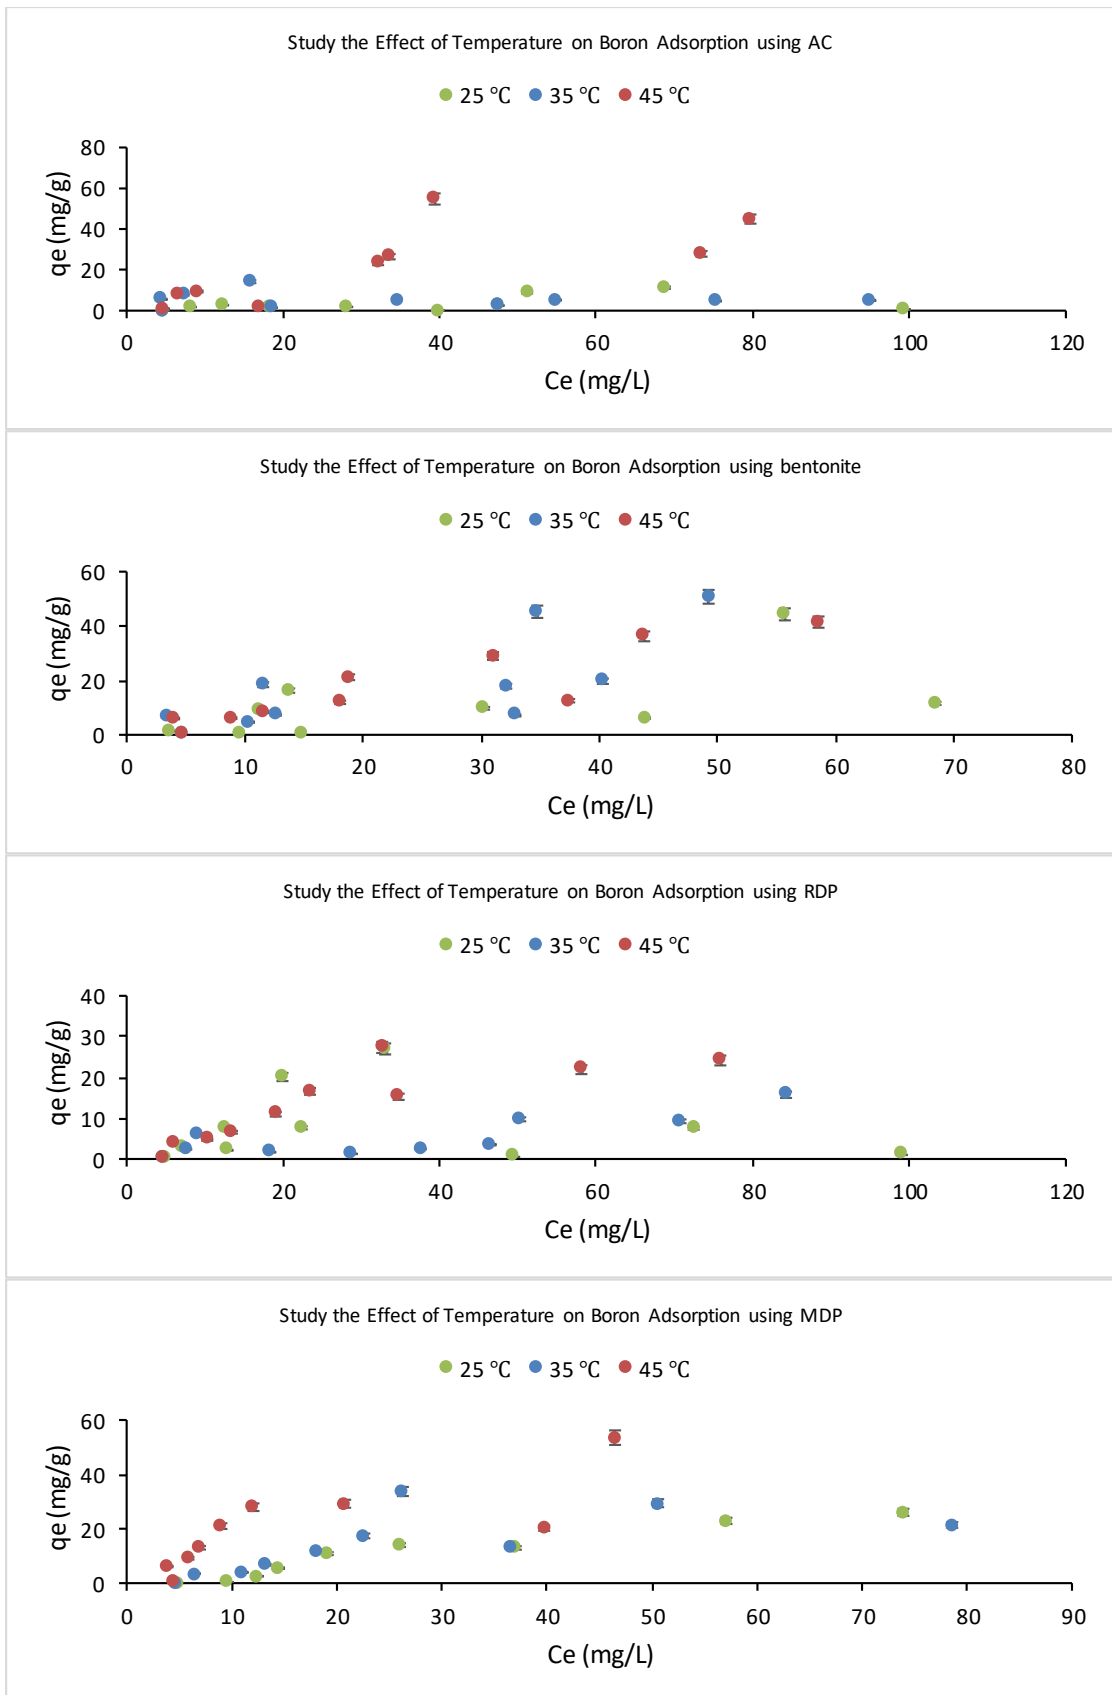 Study the Effect of Temperature on Boron Adsorption using AC
25 °C 35 °C 45 °C
80
60
40
20
0
qe (mg/g)
0 20 40 60 80 100 120
Ce (mg/L)
Study the Effect of Temperature on Boron Adsorption using bentonite
25 °C 35 °C 45 °C
60
40
20
0
qe (mg/g)
0 10 20 30 40 50 60 70 80
Ce (mg/L)
Study the Effect of Temperature on Boron Adsorption using RDP
25 °C 35 °C 45 °C
40
30
20
10
0
qe (mg/g)
0 20 40 60 80 100 120
Ce (mg/L)
Study the Effect of Temperature on Boron Adsorption using MDP
25 °C 35 °C 45 °C
60
40
20
0
qe (mg/g)
0 10 20 30 40 50 60 70 80 90
Ce (mg/L)